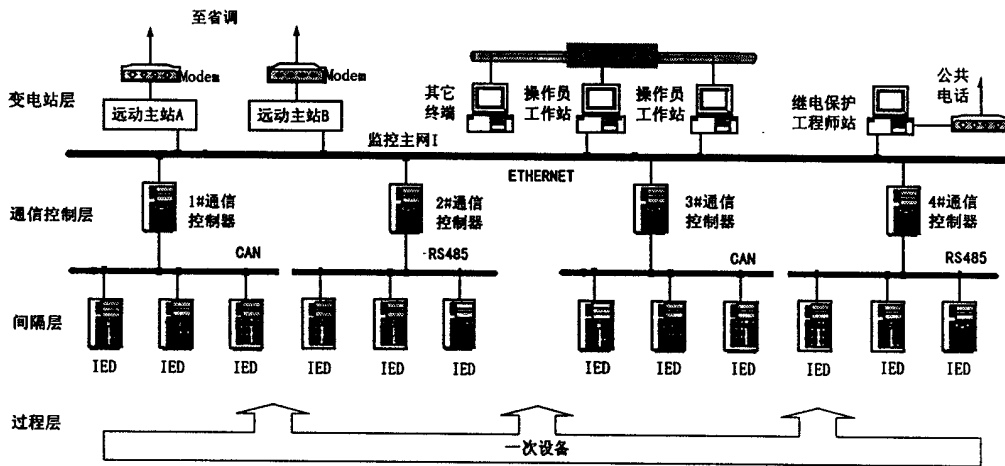 至省调
Modem
Modem
变电站层
远动主站A
远动主站B
其它
终端
操作员
工作站
操作员
工作站
继电保护
工程师站
公共
电话
监控主网I
ETHERNET
通信控制层
1#通信
控制器
2#通信
控制器
3#通信
控制器
4#通信
控制器
CAN
RS485
CAN
RS485
间隔层
IED
IED
IED
IED
IED
IED
IED
IED
IED
IED
IED
IED
过程层
一次设备